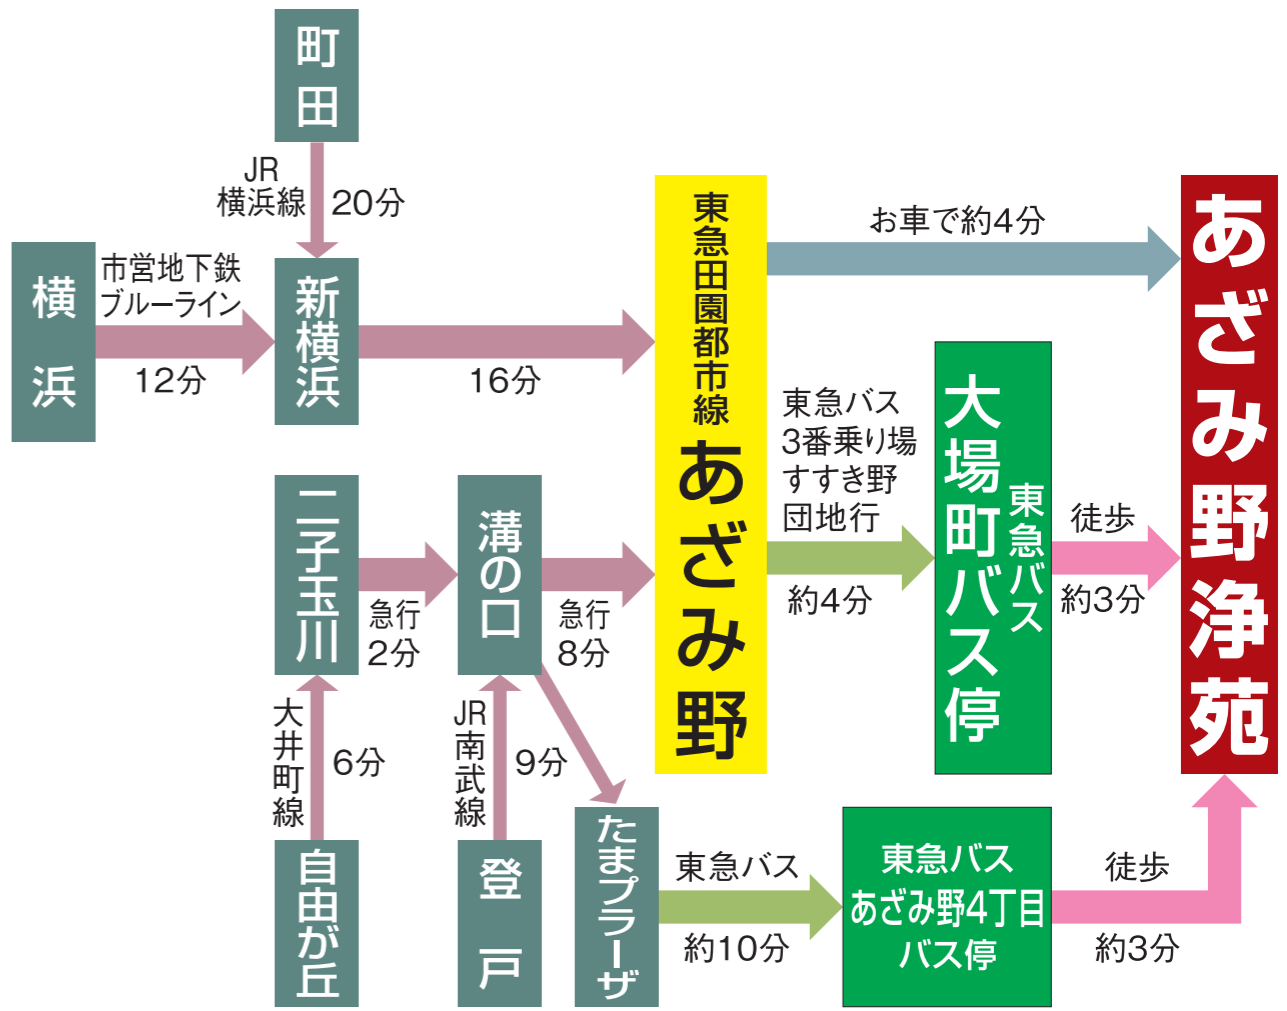 町田
JR
横浜線
20分
横浜
市営地下鉄
ブルーライン
12分
新横浜
16分
東急田園都市線
あざみ野
お車で約4分
あざみ野浄苑
東急バス
3番乗り場
すすき野
団地行
約4分
大場町バス停
東急バス
徒歩
約3分
二子玉川
急行
2分
溝の口
急行
8分
大井町線
6分
自由が丘
JR南武線
9分
登戸
たまプラーザ
東急バス
約10分
東急バス
あざみ野4丁目
バス停
徒歩
約3分